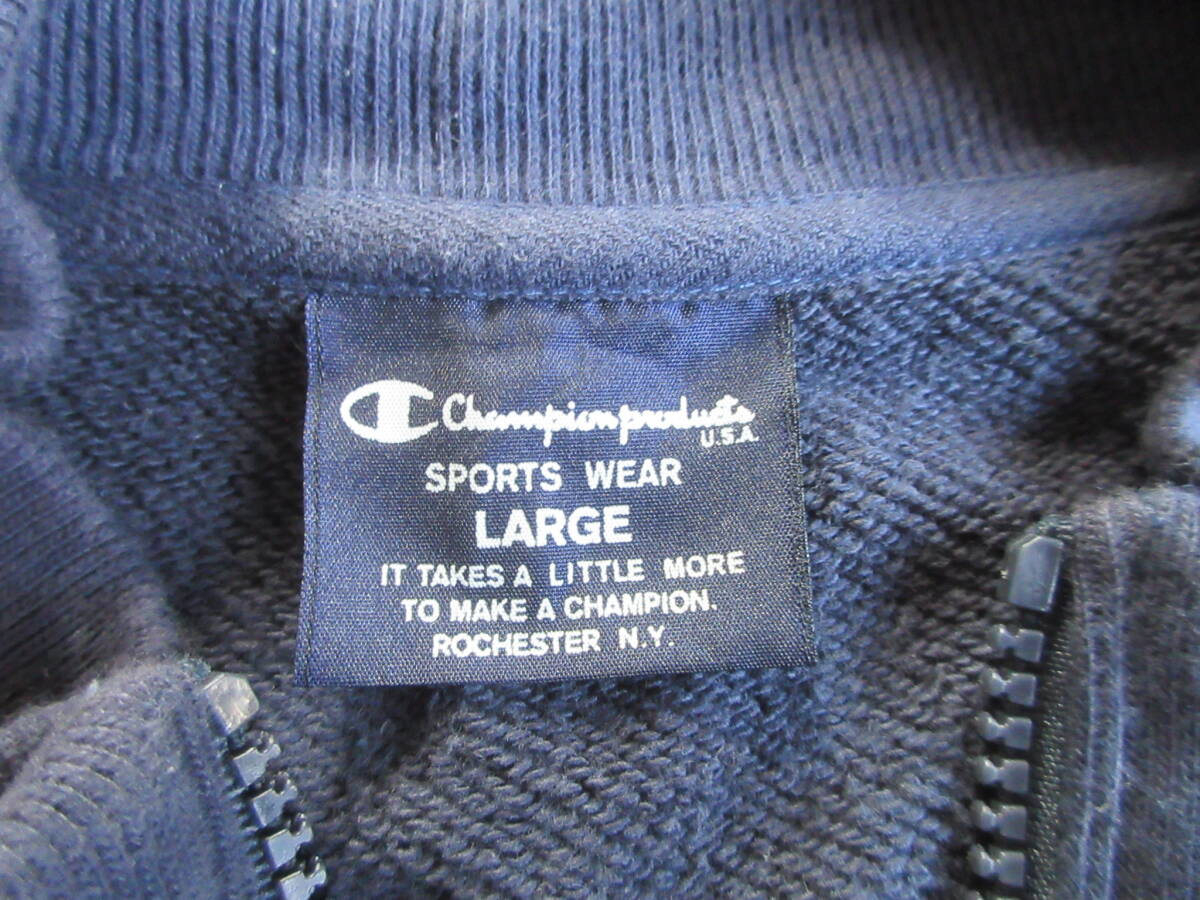 Champion products
U.S.A.
SPORTS WEAR
LARGE
IT TAKES A LITTLE MORE
TO MAKE A CHAMPION.
ROCHESTER N.Y.